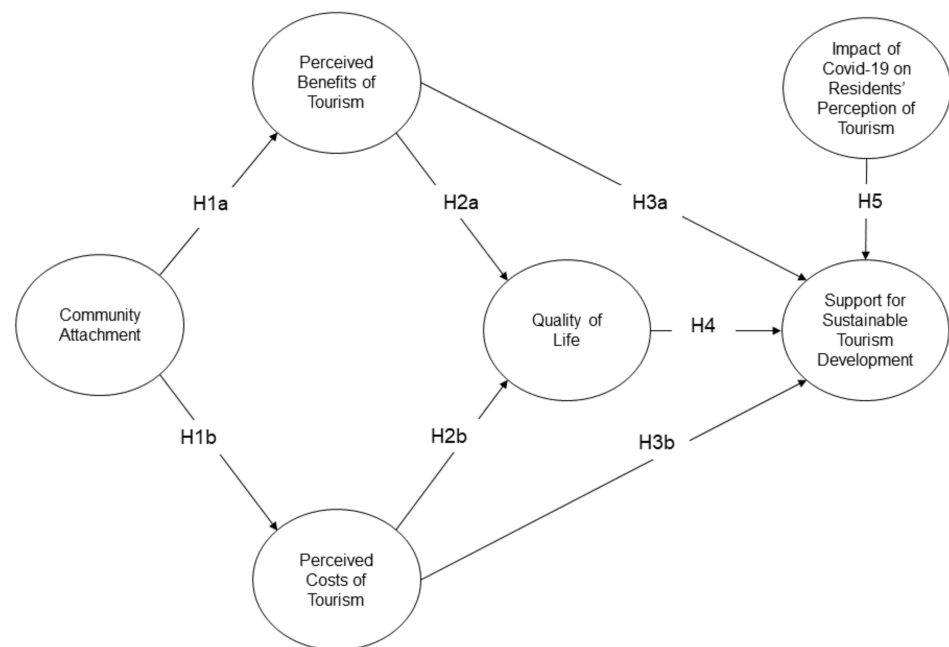 Perceived
Benefits of
Tourism
Impact of
Covid-19 on
Residents'
Perception of
Tourism
H1a
H2a
H3a
H5
Community
Attachment
Quality of
Life
H4
Support for
Sustainable
Tourism
Development
H1b
H2b
H3b
Perceived
Costs of
Tourism